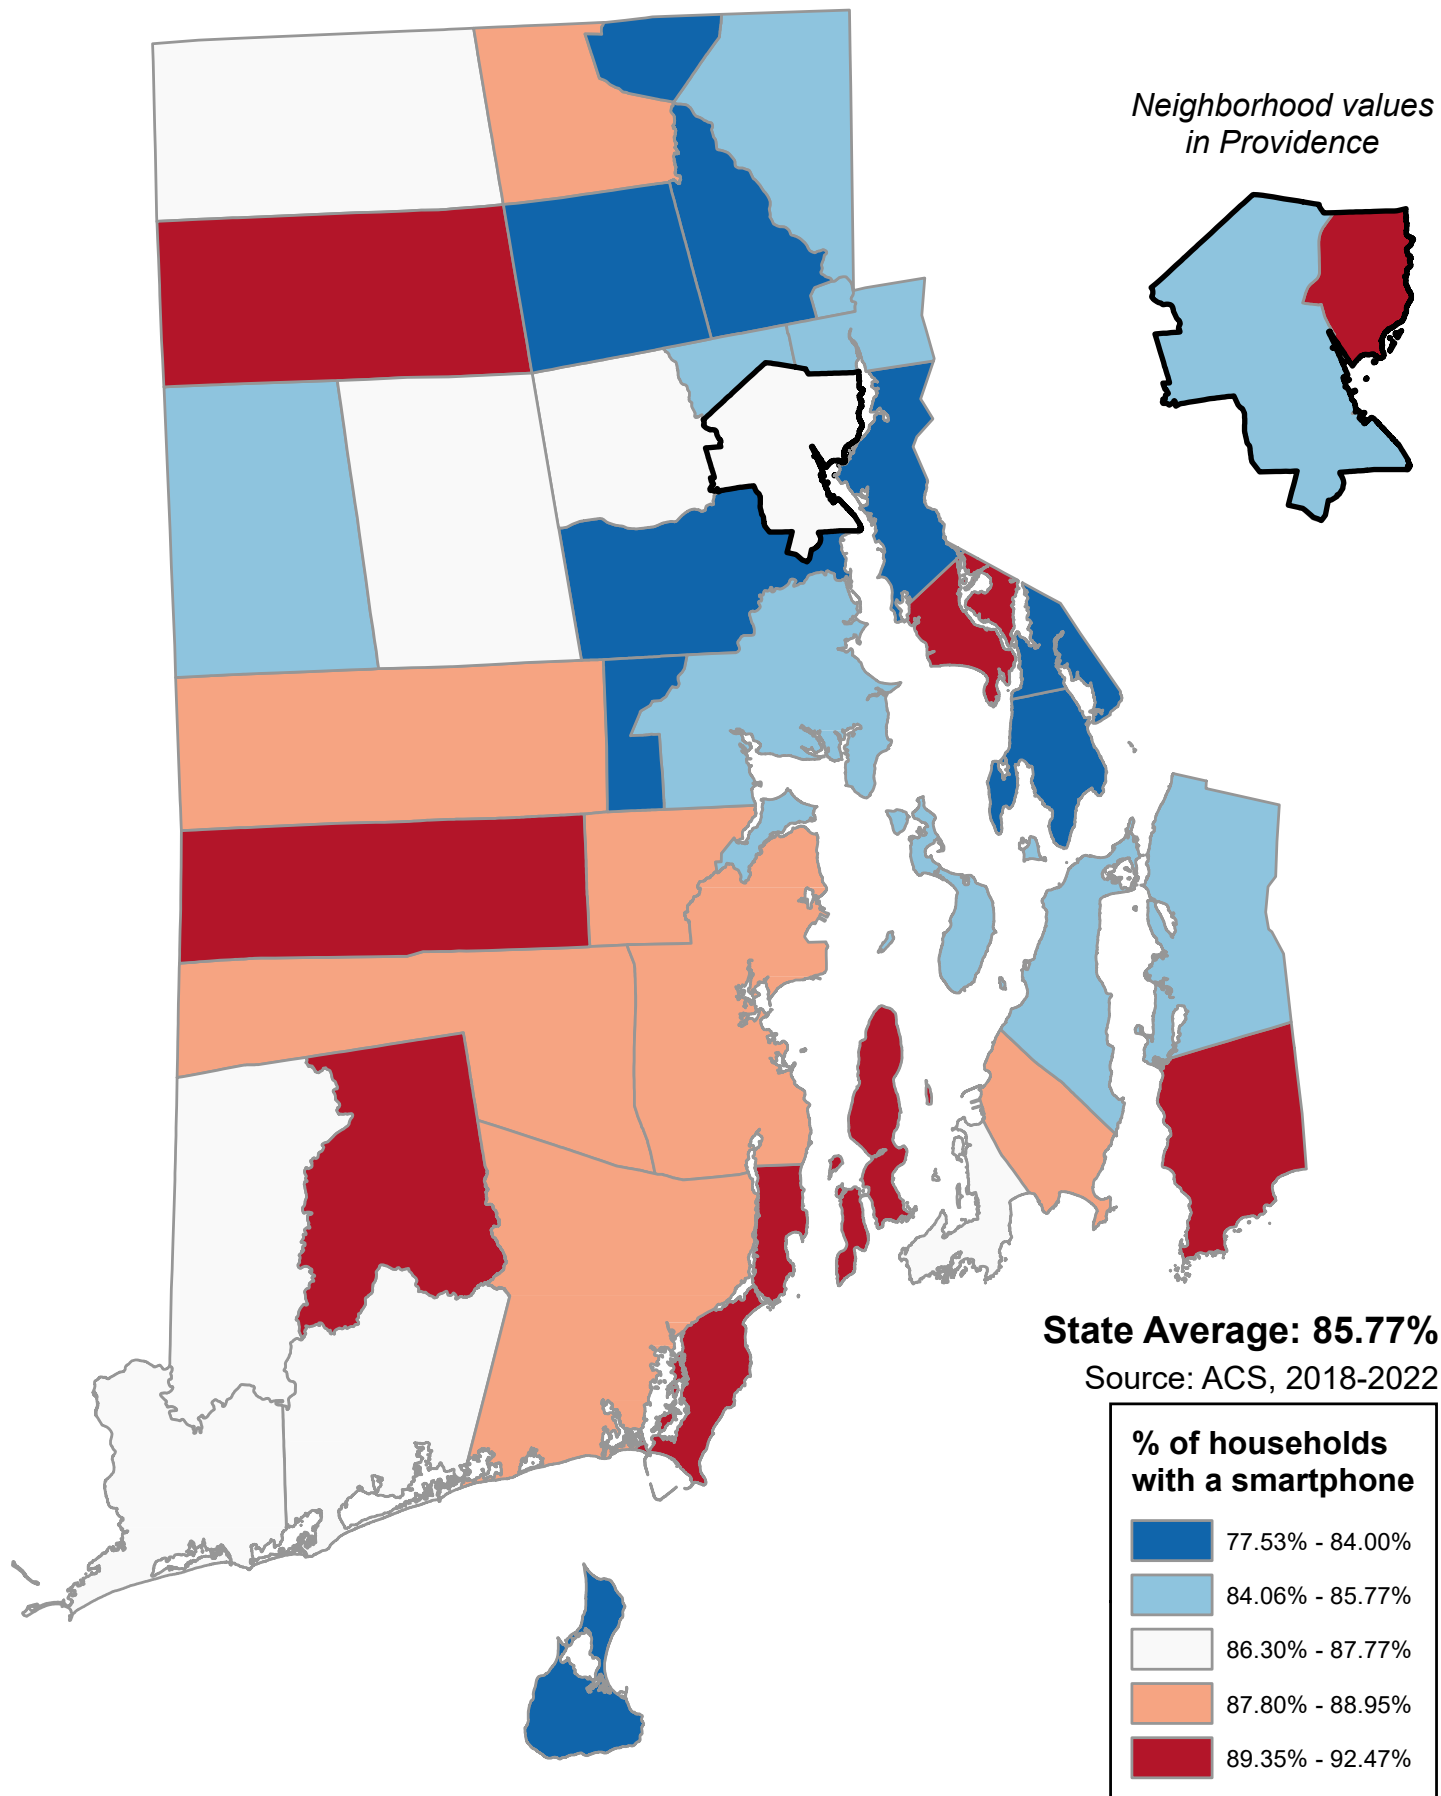 Neighborhood values
in Providence
State Average: 85.77%
Source: ACS, 2018-2022
% of households
with a smartphone
77.53% - 84.00%
84.06% - 85.77%
86.30% - 87.77%
87.80% - 88.95%
89.35% - 92.47%